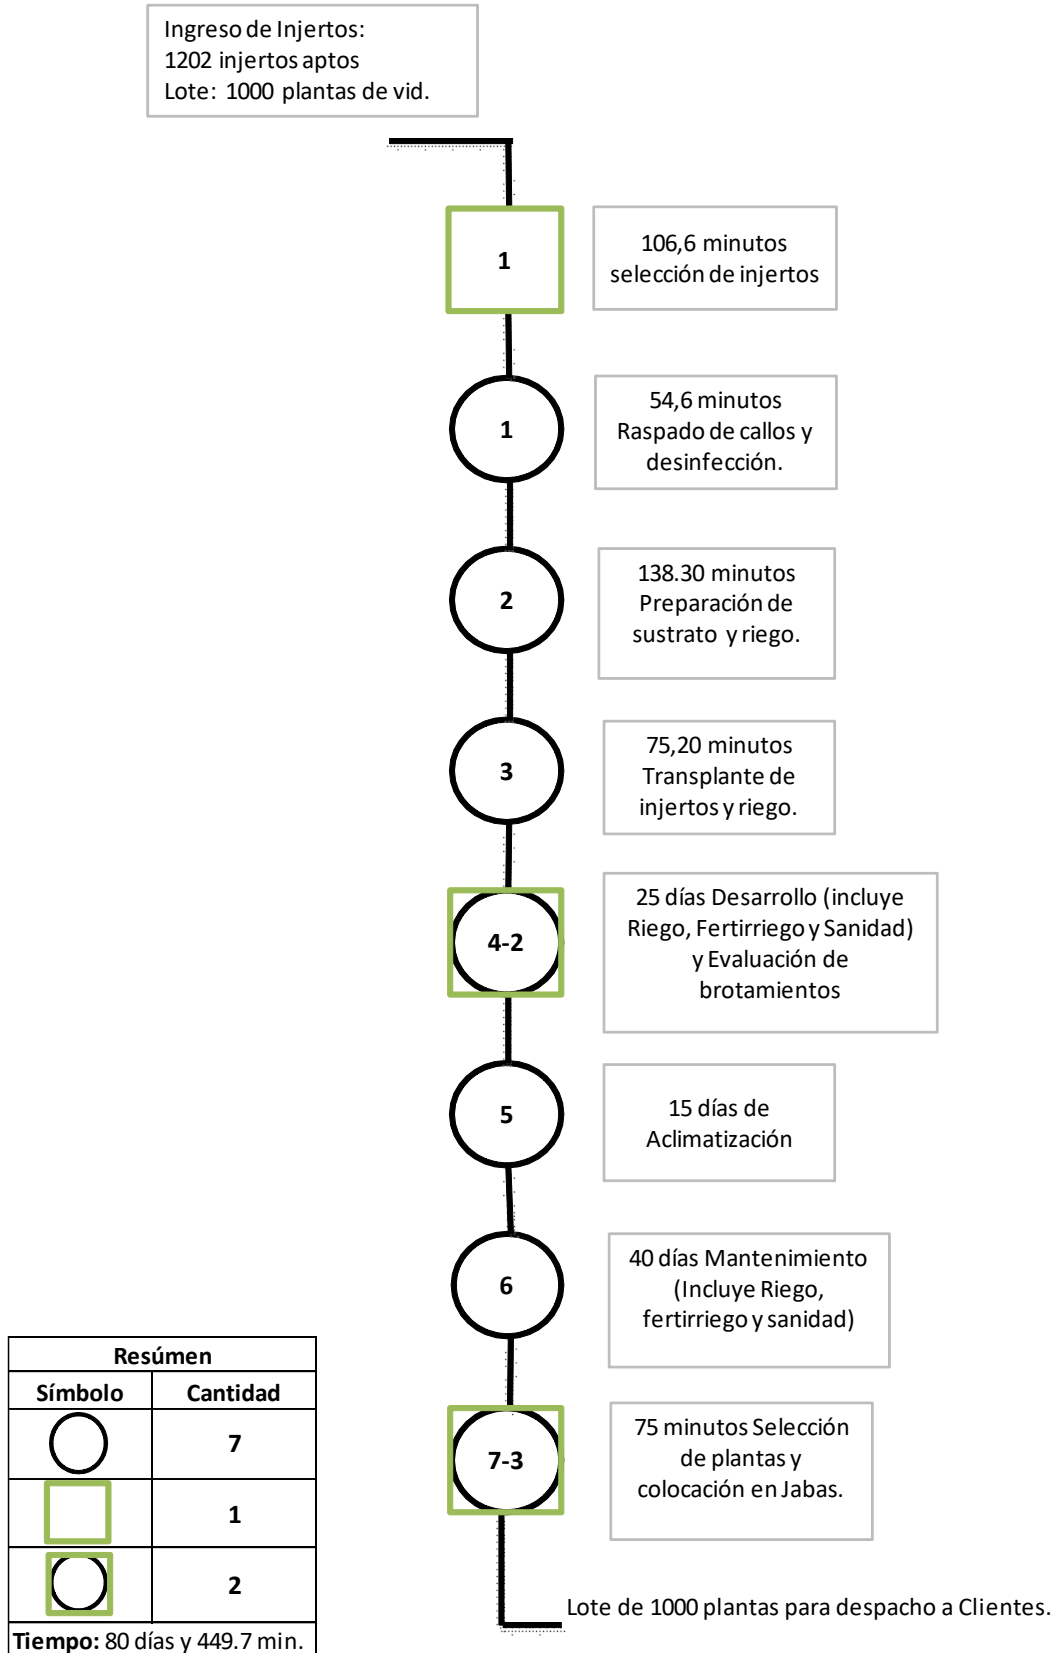 Ingreso de Injertos:
1202 injertos aptos
Lote: 1000 plantas de vid.
1
106,6 minutos
selección de injertos
1
54,6 minutos
Raspado de callos y
desinfección.
2
138.30 minutos
Preparación de
sustrato y riego.
3
75,20 minutos
Transplante de
injertos y riego.
4-2
25 días Desarrollo (incluye
Riego, Fertirriego y Sanidad)
y Evaluación de
brotamientos
5
15 días de
Aclimatización
6
40 días Mantenimiento
(Incluye Riego,
fertirriego y sanidad)
7-3
75 minutos Selección
de plantas y
colocación en Jabas.
Lote de 1000 plantas para despacho a Clientes.
Resúmen
Símbolo Cantidad
7
1
2
Tiempo: 80 días y 449.7 min.